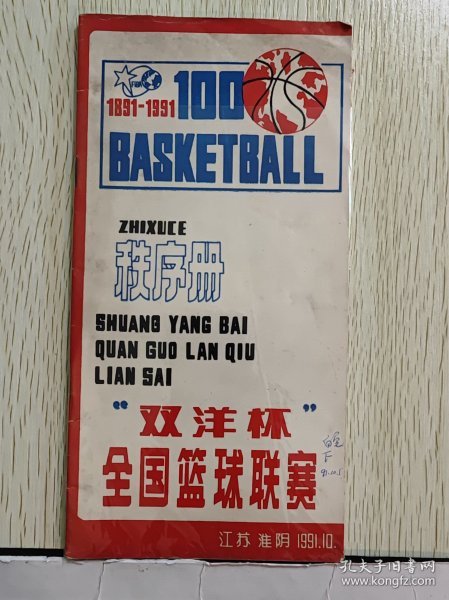 1891-1991 100
BASKETBALL
ZHIXUCE
秩序册
SHUANG YANG BAI
QUAN GUO LAN QIU
LIAN SAI
“双洋杯”
全国篮球联赛
江苏 淮阴 1991.10.
孔夫子旧书网
www.kongfz.com